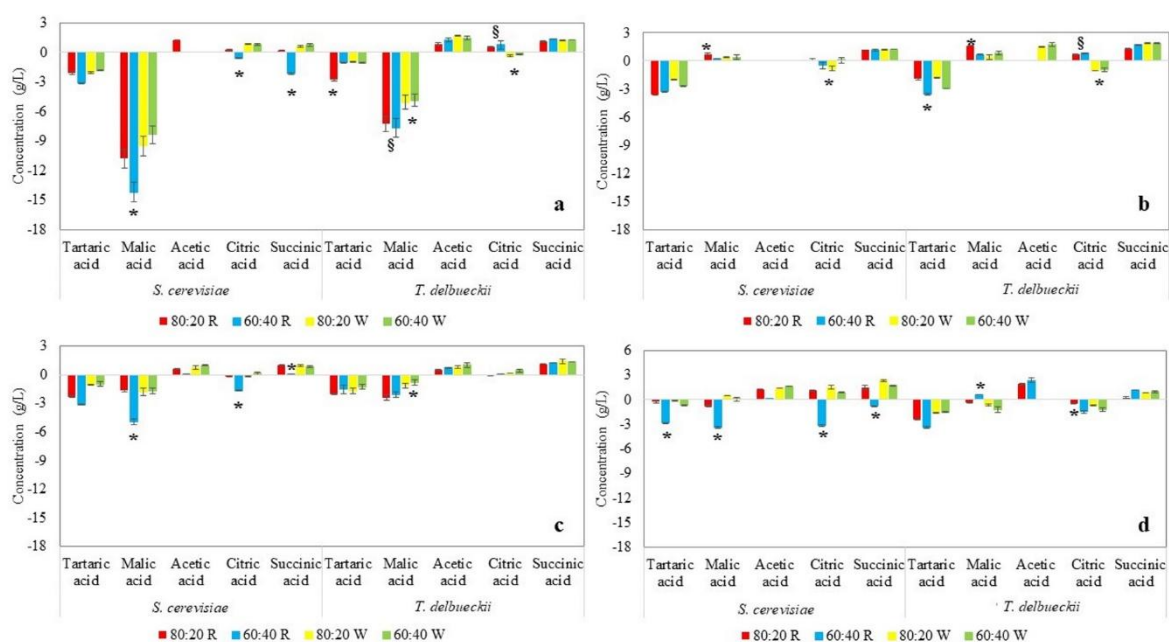 Concentration (g/L)
3
0
-3
-6
-9
-12
-15
-18
§
*
*
*
§
*
*
*
a
Tartaric acid Malic acid Acetic acid Citric acid Succinic acid Tartaric acid Malic acid Acetic acid Citric acid Succinic acid
S. cerevisiae T. delbueckii
80:20 R 60:40 R 80:20 W 60:40 W
Concentration (g/L)
3
0
-3
-6
-9
-12
-15
-18
*
*
§
*
*
*
b
Tartaric acid Malic acid Acetic acid Citric acid Succinic acid Tartaric acid Malic acid Acetic acid Citric acid Succinic acid
S. cerevisiae T. delbueckii
80:20 R 60:40 R 80:20 W 60:40 W
Concentration (g/L)
3
0
-3
-6
-9
-12
-15
-18
*
*
*
*
c
Tartaric acid Malic acid Acetic acid Citric acid Succinic acid Tartaric acid Malic acid Acetic acid Citric acid Succinic acid
S. cerevisiae T. delbueckii
80:20 R 60:40 R 80:20 W 60:40 W
Concentration (g/L)
6
3
0
-3
-6
-9
-12
-15
-18
*
*
*
*
*
*
d
Tartaric acid Malic acid Acetic acid Citric acid Succinic acid Tartaric acid Malic acid Acetic acid Citric acid Succinic acid
S. cerevisiae T. delbueckii
80:20 R 60:40 R 80:20 W 60:40 W